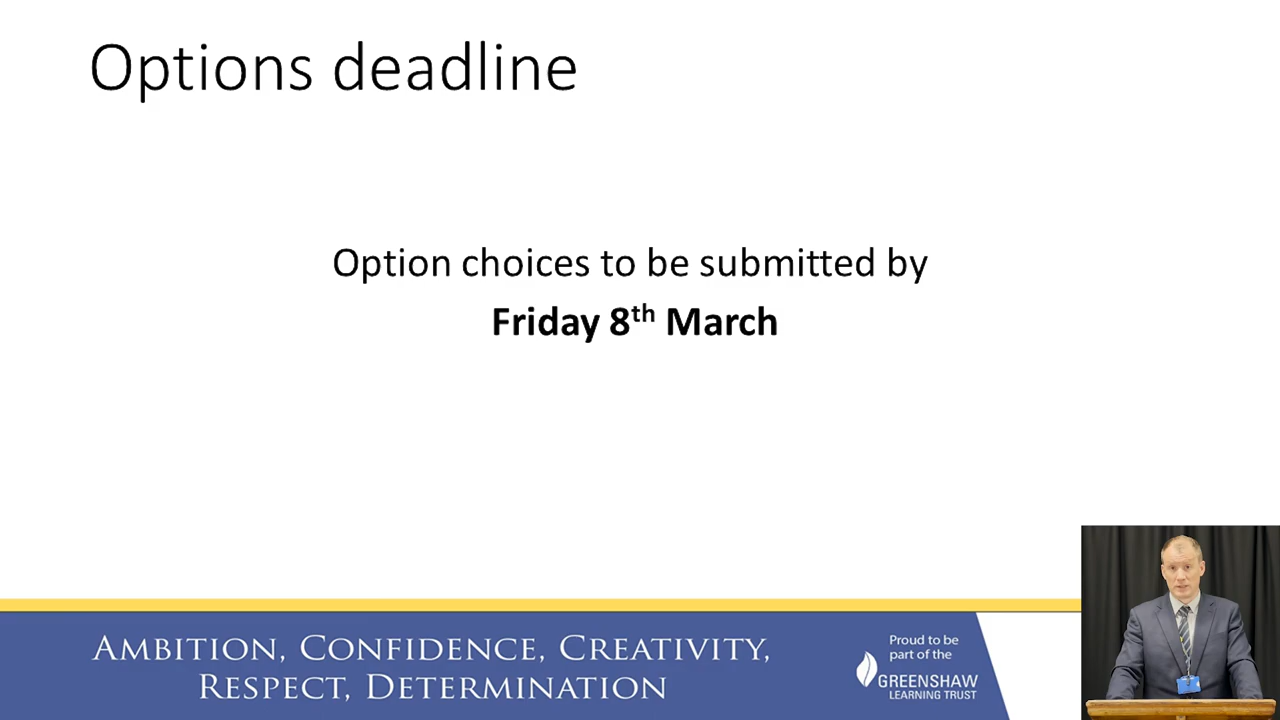 Options deadline
Option choices to be submitted by
Friday 8th March
AMBITION, CONFIDENCE, CREATIVITY,
RESPECT, DETERMINATION
Proud to be
part of the
GREENSHAW
LEARNING TRUST